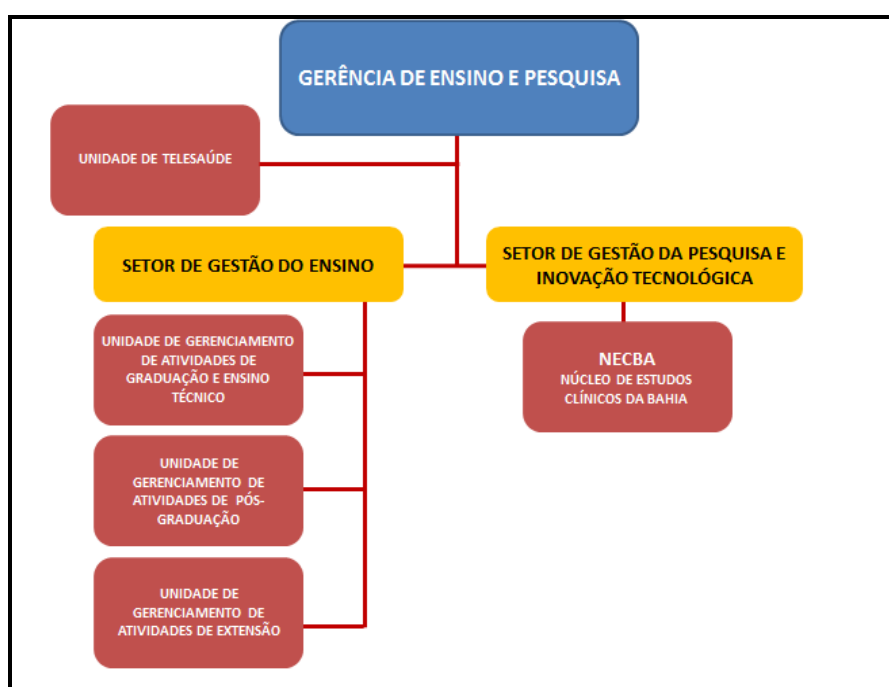 GERÊNCIA DE ENSINO E PESQUISA
UNIDADE DE TELESAÚDE
SETOR DE GESTÃO DO ENSINO
SETOR DE GESTÃO DA PESQUISA E
INOVAÇÃO TECNOLÓGICA
UNIDADE DE GERENCIAMENTO
DE ATIVIDADES DE
GRADUAÇÃO E ENSINO
TÉCNICO
NECBA
NÚCLEO DE ESTUDOS
CLÍNICOS DA BAHIA
UNIDADE DE
GERENCIAMENTO DE
ATIVIDADES DE PÓS-
GRADUAÇÃO
UNIDADE DE
GERENCIAMENTO DE
ATIVIDADES DE EXTENSÃO